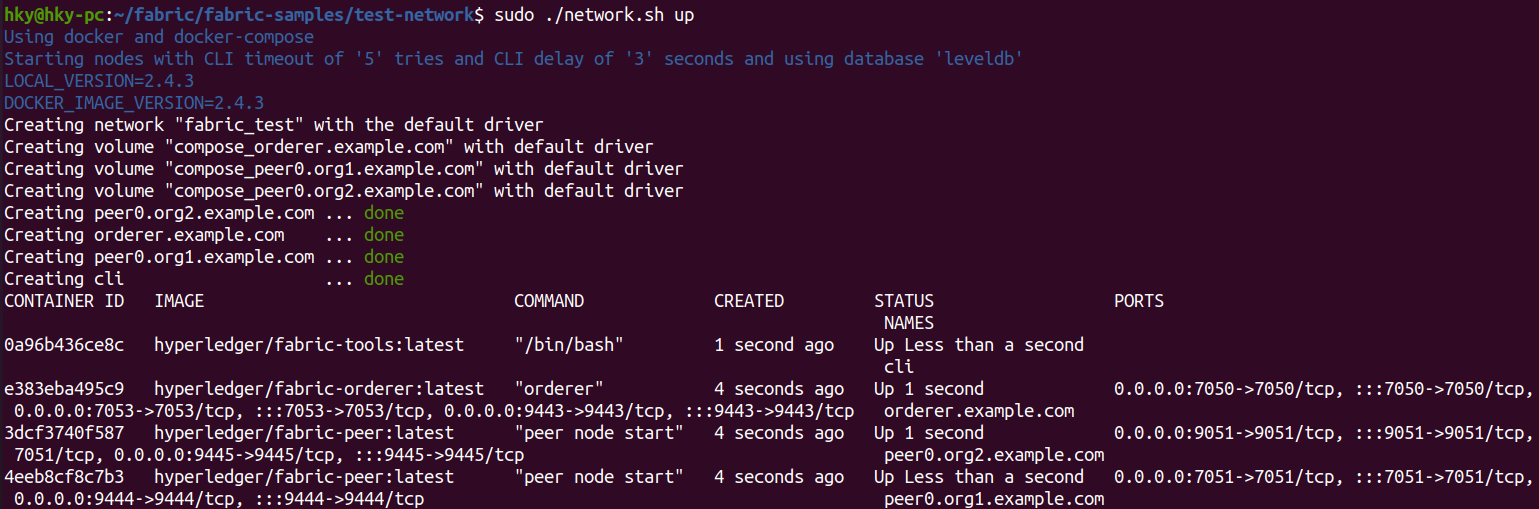 hky@hky-pc:~/fabric/fabric-samples/test-network$ sudo ./network.sh up
Using docker and docker-compose
Starting nodes with CLI timeout of '5' tries and CLI delay of '3' seconds and using database 'leveldb'
LOCAL_VERSION=2.4.3
DOCKER_IMAGE_VERSION=2.4.3
Creating network "fabric_test" with the default driver
Creating volume "compose_orderer.example.com" with default driver
Creating volume "compose_peer0.org1.example.com" with default driver
Creating volume "compose_peer0.org2.example.com" with default driver
Creating peer0.org2.example.com ... done
Creating orderer.example.com    ... done
Creating peer0.org1.example.com ... done
Creating cli                    ... done
CONTAINER ID   IMAGE                               COMMAND             CREATED         STATUS                  PORTS
                                                                                        NAMES
0a96b436ce8c   hyperledger/fabric-tools:latest     "/bin/bash"         1 second ago    Up Less than a second
                                                                                        cli
e383eba495c9   hyperledger/fabric-orderer:latest   "orderer"           4 seconds ago   Up 1 second             0.0.0.0:7050->7050/tcp, :::7050->7050/tcp,
 0.0.0.0:7053->7053/tcp, :::7053->7053/tcp, 0.0.0.0:9443->9443/tcp, :::9443->9443/tcp   orderer.example.com
3dcf3740f587   hyperledger/fabric-peer:latest      "peer node start"   4 seconds ago   Up 1 second             0.0.0.0:9051->9051/tcp, :::9051->9051/tcp,
 7051/tcp, 0.0.0.0:9445->9445/tcp, :::9445->9445/tcp                                    peer0.org2.example.com
4eeb8cf8c7b3   hyperledger/fabric-peer:latest      "peer node start"   4 seconds ago   Up Less than a second   0.0.0.0:7051->7051/tcp, :::7051->7051/tcp,
 0.0.0.0:9444->9444/tcp, :::9444->9444/tcp                                              peer0.org1.example.com